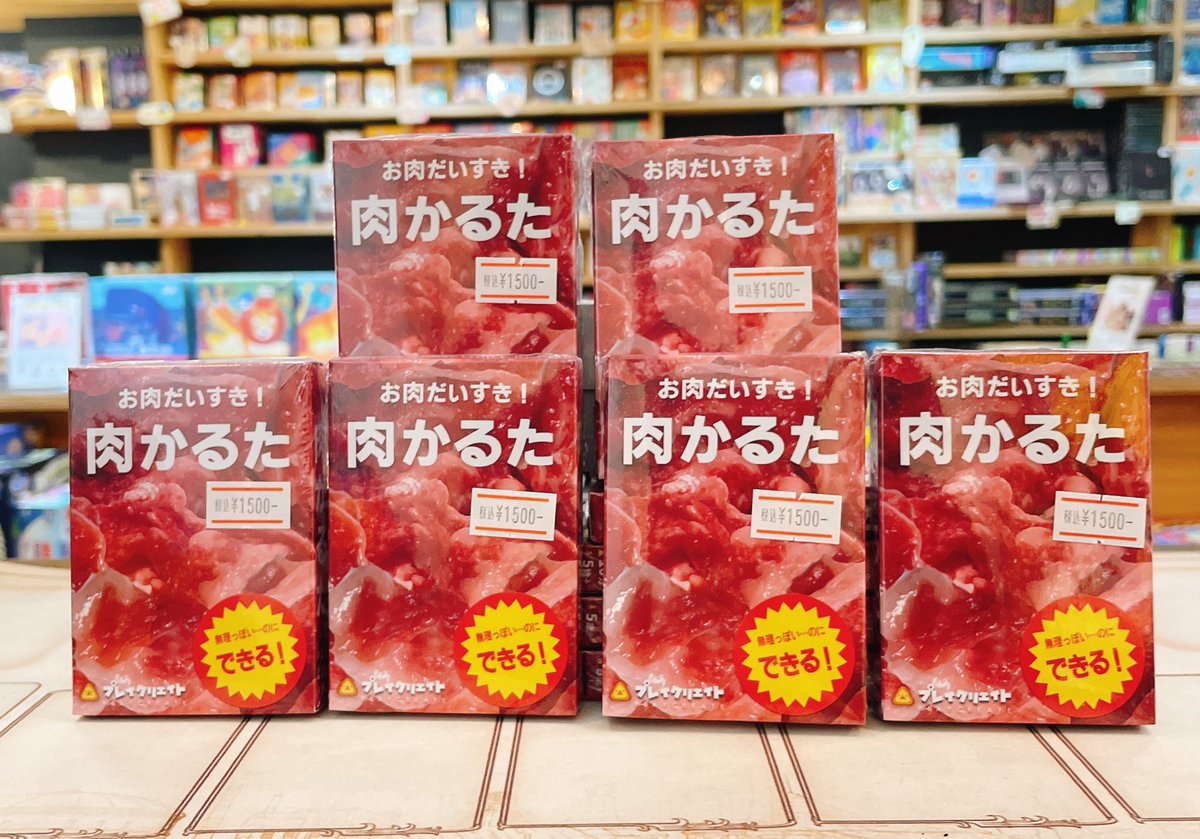 お肉だいすき！
肉かるた
税込¥1500-
お肉だいすき！
肉かるた
税込¥1500-
お肉だいすき！
肉かるた
税込¥1500-
無理っぽい…のに
できる！
プレイクリエイト
お肉だいすき！
肉かるた
税込¥1500-
無理っぽい…のに
できる！
プレイクリエイト
お肉だいすき！
肉かるた
税込¥1500-
無理っぽい…のに
できる！
プレイクリエイト
お肉だいすき！
肉かるた
税込¥1500-
無理っぽい…のに
できる！
プレイクリエイト